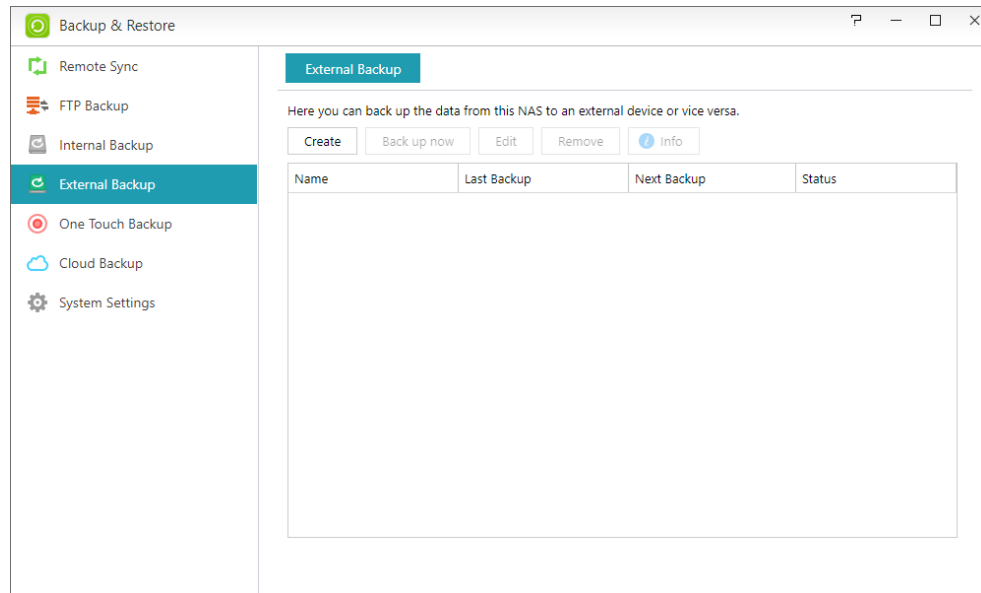 Backup & Restore
Remote Sync
FTP Backup
Internal Backup
External Backup
One Touch Backup
Cloud Backup
System Settings
External Backup
Here you can back up the data from this NAS to an external device or vice versa.
Create Back up now Edit Remove Info
Name Last Backup Next Backup Status